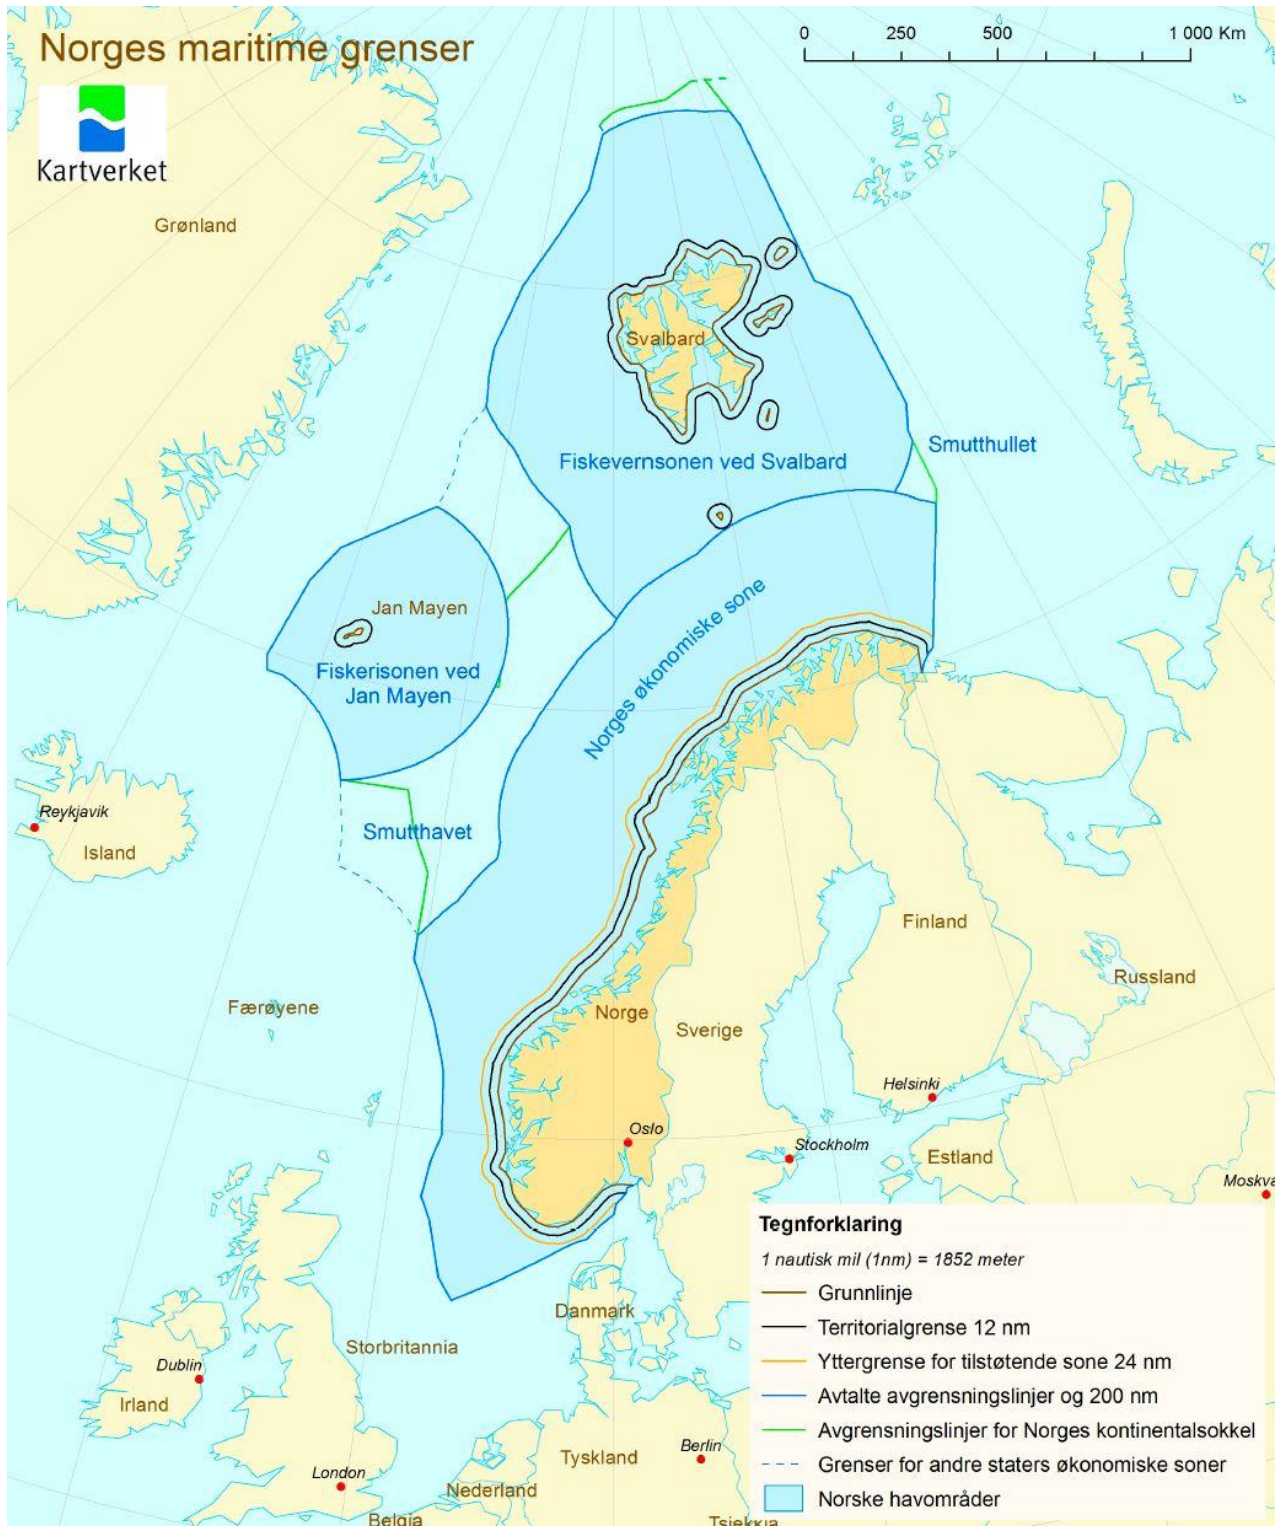 Norges maritime grenser
0 250 500 1 000 Km
Kartverket
Grønland
Svalbard
Smutthullet
Fiskevernsonen ved Svalbard
Jan Mayen
Fiskerisonen ved
Jan Mayen
Norges økonomiske sone
Reykjavik
Island
Smutthavet
Finland
Russland
Færøyene
Norge
Sverige
Helsinki
Oslo
Stockholm
Estland
Moskva
Danmark
Storbritannia
Dublin
Irland
Tyskland
Berlin
London
Nederland
Belgia
Tsjekkia
Tegnforklaring
1 nautisk mil (1nm) = 1852 meter
Grunnlinje
Territorialgrense 12 nm
Yttergrense for tilstøtende sone 24 nm
Avtalte avgrensningslinjer og 200 nm
Avgrensningslinjer for Norges kontinentalsokkel
Grenser for andre staters økonomiske soner
Norske havområder